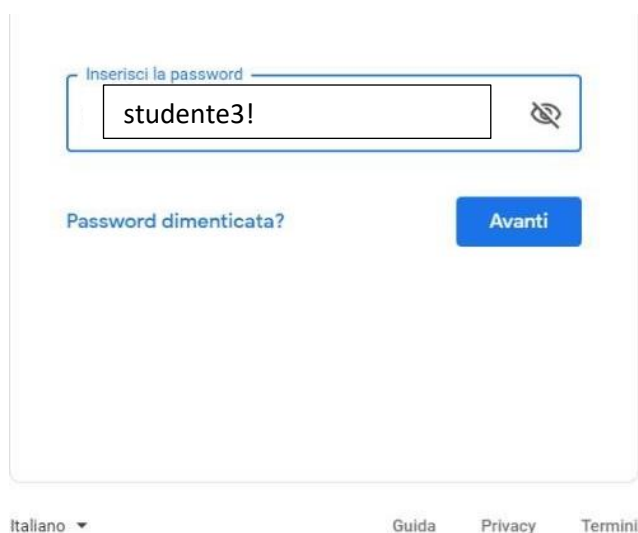 Inserisci la password
studente3!
Password dimenticata?
Avanti
Italiano
Guida Privacy Termini